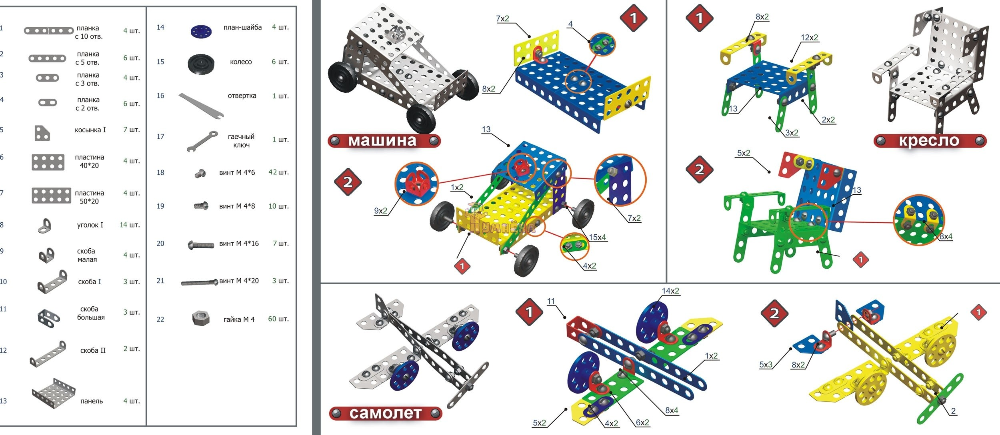 1
планка
с 10 отв.
4 шт.
2
планка
с 5 отв.
6 шт.
3
планка
с 3 отв.
4 шт.
4
планка
с 2 отв.
6 шт.
5
косынка I
7 шт.
6
пластина
40*20
4 шт.
7
пластина
50*20
4 шт.
8
уголок I
14 шт.
9
скоба
малая
4 шт.
10
скоба I
3 шт.
11
скоба
большая
3 шт.
12
скоба II
2 шт.
13
панель
4 шт.
14
план-шайба
4 шт.
15
колесо
6 шт.
16
отвертка
1 шт.
17
гаечный
ключ
1 шт.
18
винт М 4*6
42 шт.
19
винт М 4*8
10 шт.
20
винт М 4*16
7 шт.
21
винт М 4*20
3 шт.
22
гайка М 4
60 шт.
машина
1
7x2
4
8x2
2
13
1x2
9x2
7x2
15x4
4x2
1
Умнёха
кресло
1
8x2
12x2
13
2x2
3x2
2
5x2
13
8x4
1
самолет
1
11
14x2
1x2
8x4
6x2
4x2
5x2
2
1
5x3
8x2
2